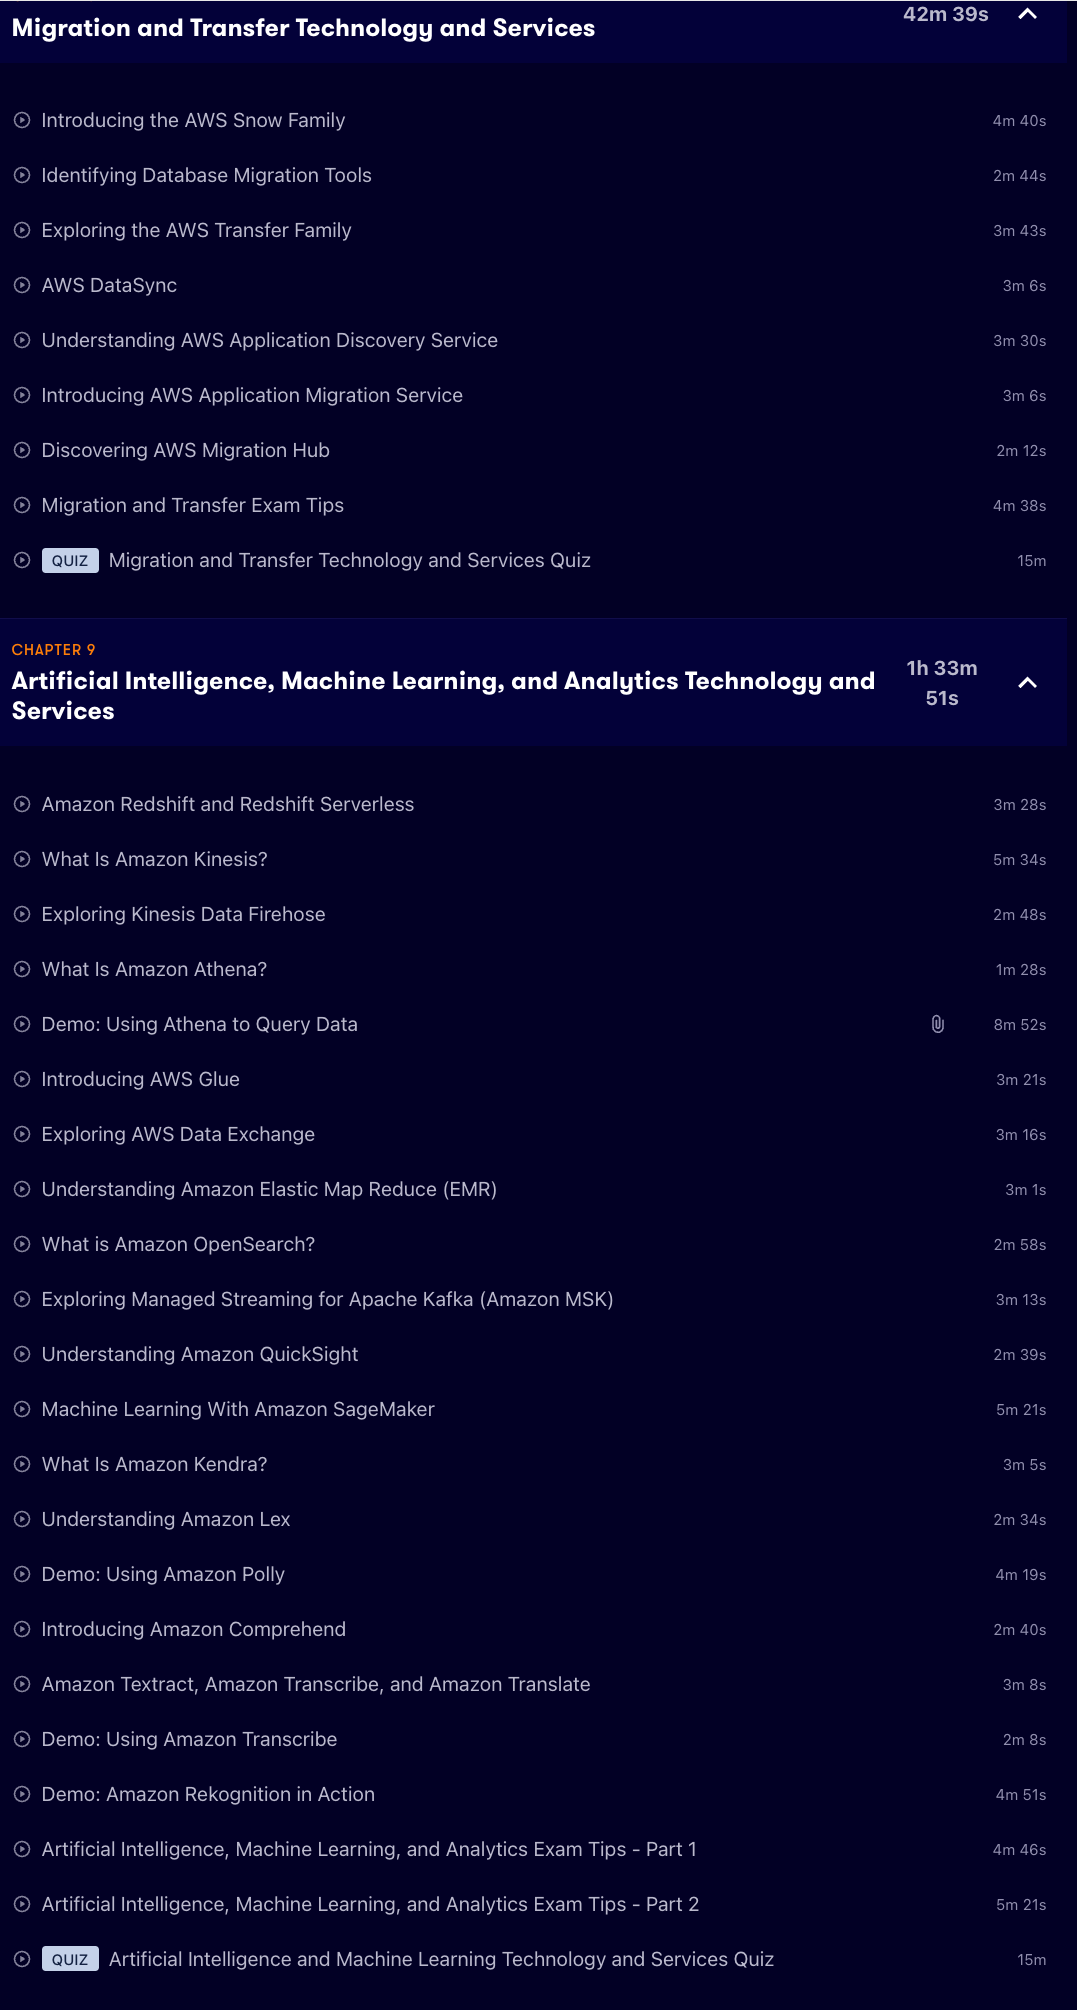 Migration and Transfer Technology and Services 42m 39s
Introducing the AWS Snow Family 4m 40s
Identifying Database Migration Tools 2m 44s
Exploring the AWS Transfer Family 3m 43s
AWS DataSync 3m 6s
Understanding AWS Application Discovery Service 3m 30s
Introducing AWS Application Migration Service 3m 6s
Discovering AWS Migration Hub 2m 12s
Migration and Transfer Exam Tips 4m 38s
QUIZ Migration and Transfer Technology and Services Quiz 15m
CHAPTER 9
Artificial Intelligence, Machine Learning, and Analytics Technology and
Services
1h 33m
51s
Amazon Redshift and Redshift Serverless 3m 28s
What Is Amazon Kinesis? 5m 34s
Exploring Kinesis Data Firehose 2m 48s
What Is Amazon Athena? 1m 28s
Demo: Using Athena to Query Data 8m 52s
Introducing AWS Glue 3m 21s
Exploring AWS Data Exchange 3m 16s
Understanding Amazon Elastic Map Reduce (EMR) 3m 1s
What is Amazon OpenSearch? 2m 58s
Exploring Managed Streaming for Apache Kafka (Amazon MSK) 3m 13s
Understanding Amazon QuickSight 2m 39s
Machine Learning With Amazon SageMaker 5m 21s
What Is Amazon Kendra? 3m 5s
Understanding Amazon Lex 2m 34s
Demo: Using Amazon Polly 4m 19s
Introducing Amazon Comprehend 2m 40s
Amazon Textract, Amazon Transcribe, and Amazon Translate 3m 8s
Demo: Using Amazon Transcribe 2m 8s
Demo: Amazon Rekognition in Action 4m 51s
Artificial Intelligence, Machine Learning, and Analytics Exam Tips - Part 1 4m 46s
Artificial Intelligence, Machine Learning, and Analytics Exam Tips - Part 2 5m 21s
QUIZ Artificial Intelligence and Machine Learning Technology and Services Quiz 15m